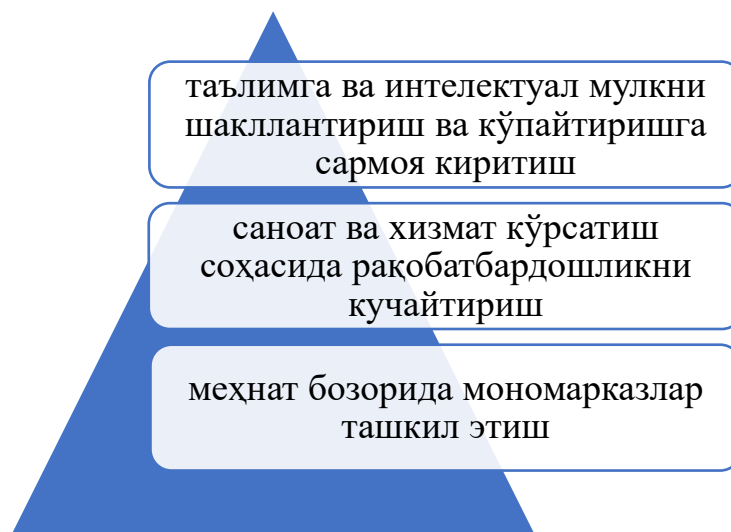 таълимга ва интелектуал мулкни
шакллантириш ва кўпайтиришга
сармоя киритиш
саноат ва хизмат кўрсатиш
соҳасида рақобатбардошликни
кучайтириш
меҳнат бозорида мономарказлар
ташкил этиш